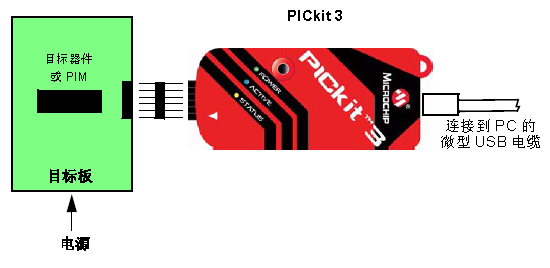 PICkit 3
目标器件
或 PIM
POWER
ACTIVE
STATUS
PICkit™ 3
MICROCHIP
连接到 PC 的
微型 USB 电缆
目标板
电源